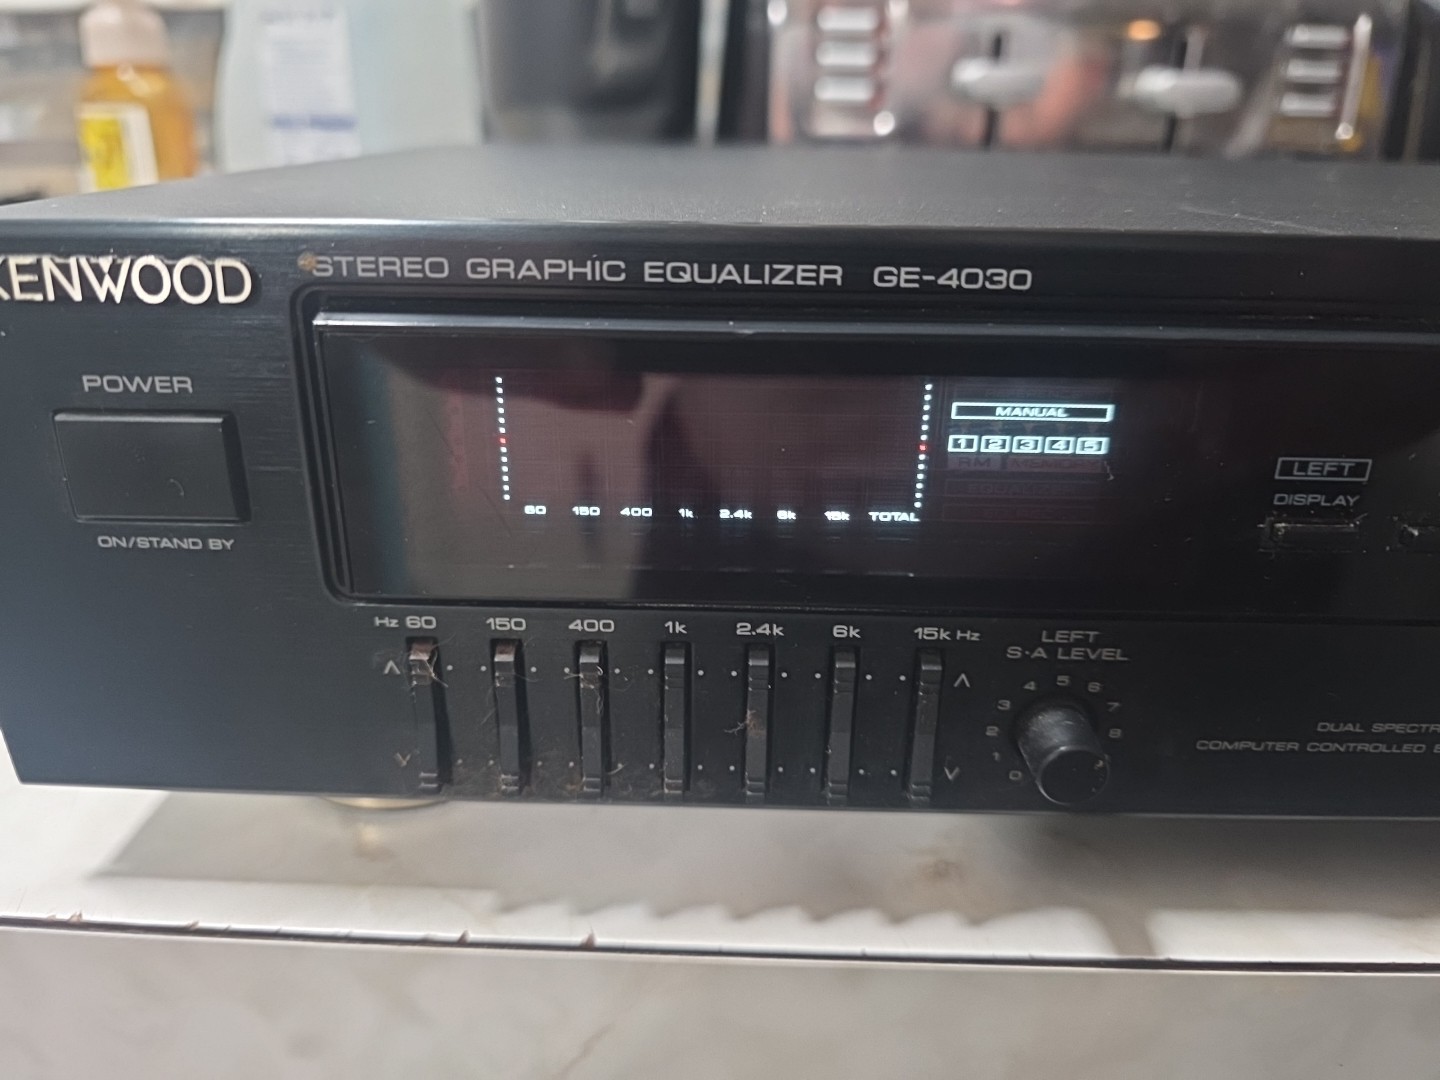 KENWOOD
STEREO GRAPHIC EQUALIZER GE-4030
POWER
ON/STAND BY
MANUAL
1 2 3 4 5
RM
60 150 400 1k 2.4k 6k 15k TOTAL
LEFT
DISPLAY
Hz 60 150 400 1k 2.4k 6k 15k Hz
LEFT
S·A LEVEL
0 1 2 3 4 5 6 7 8
DUAL SPECTR
COMPUTER CONTROLLED